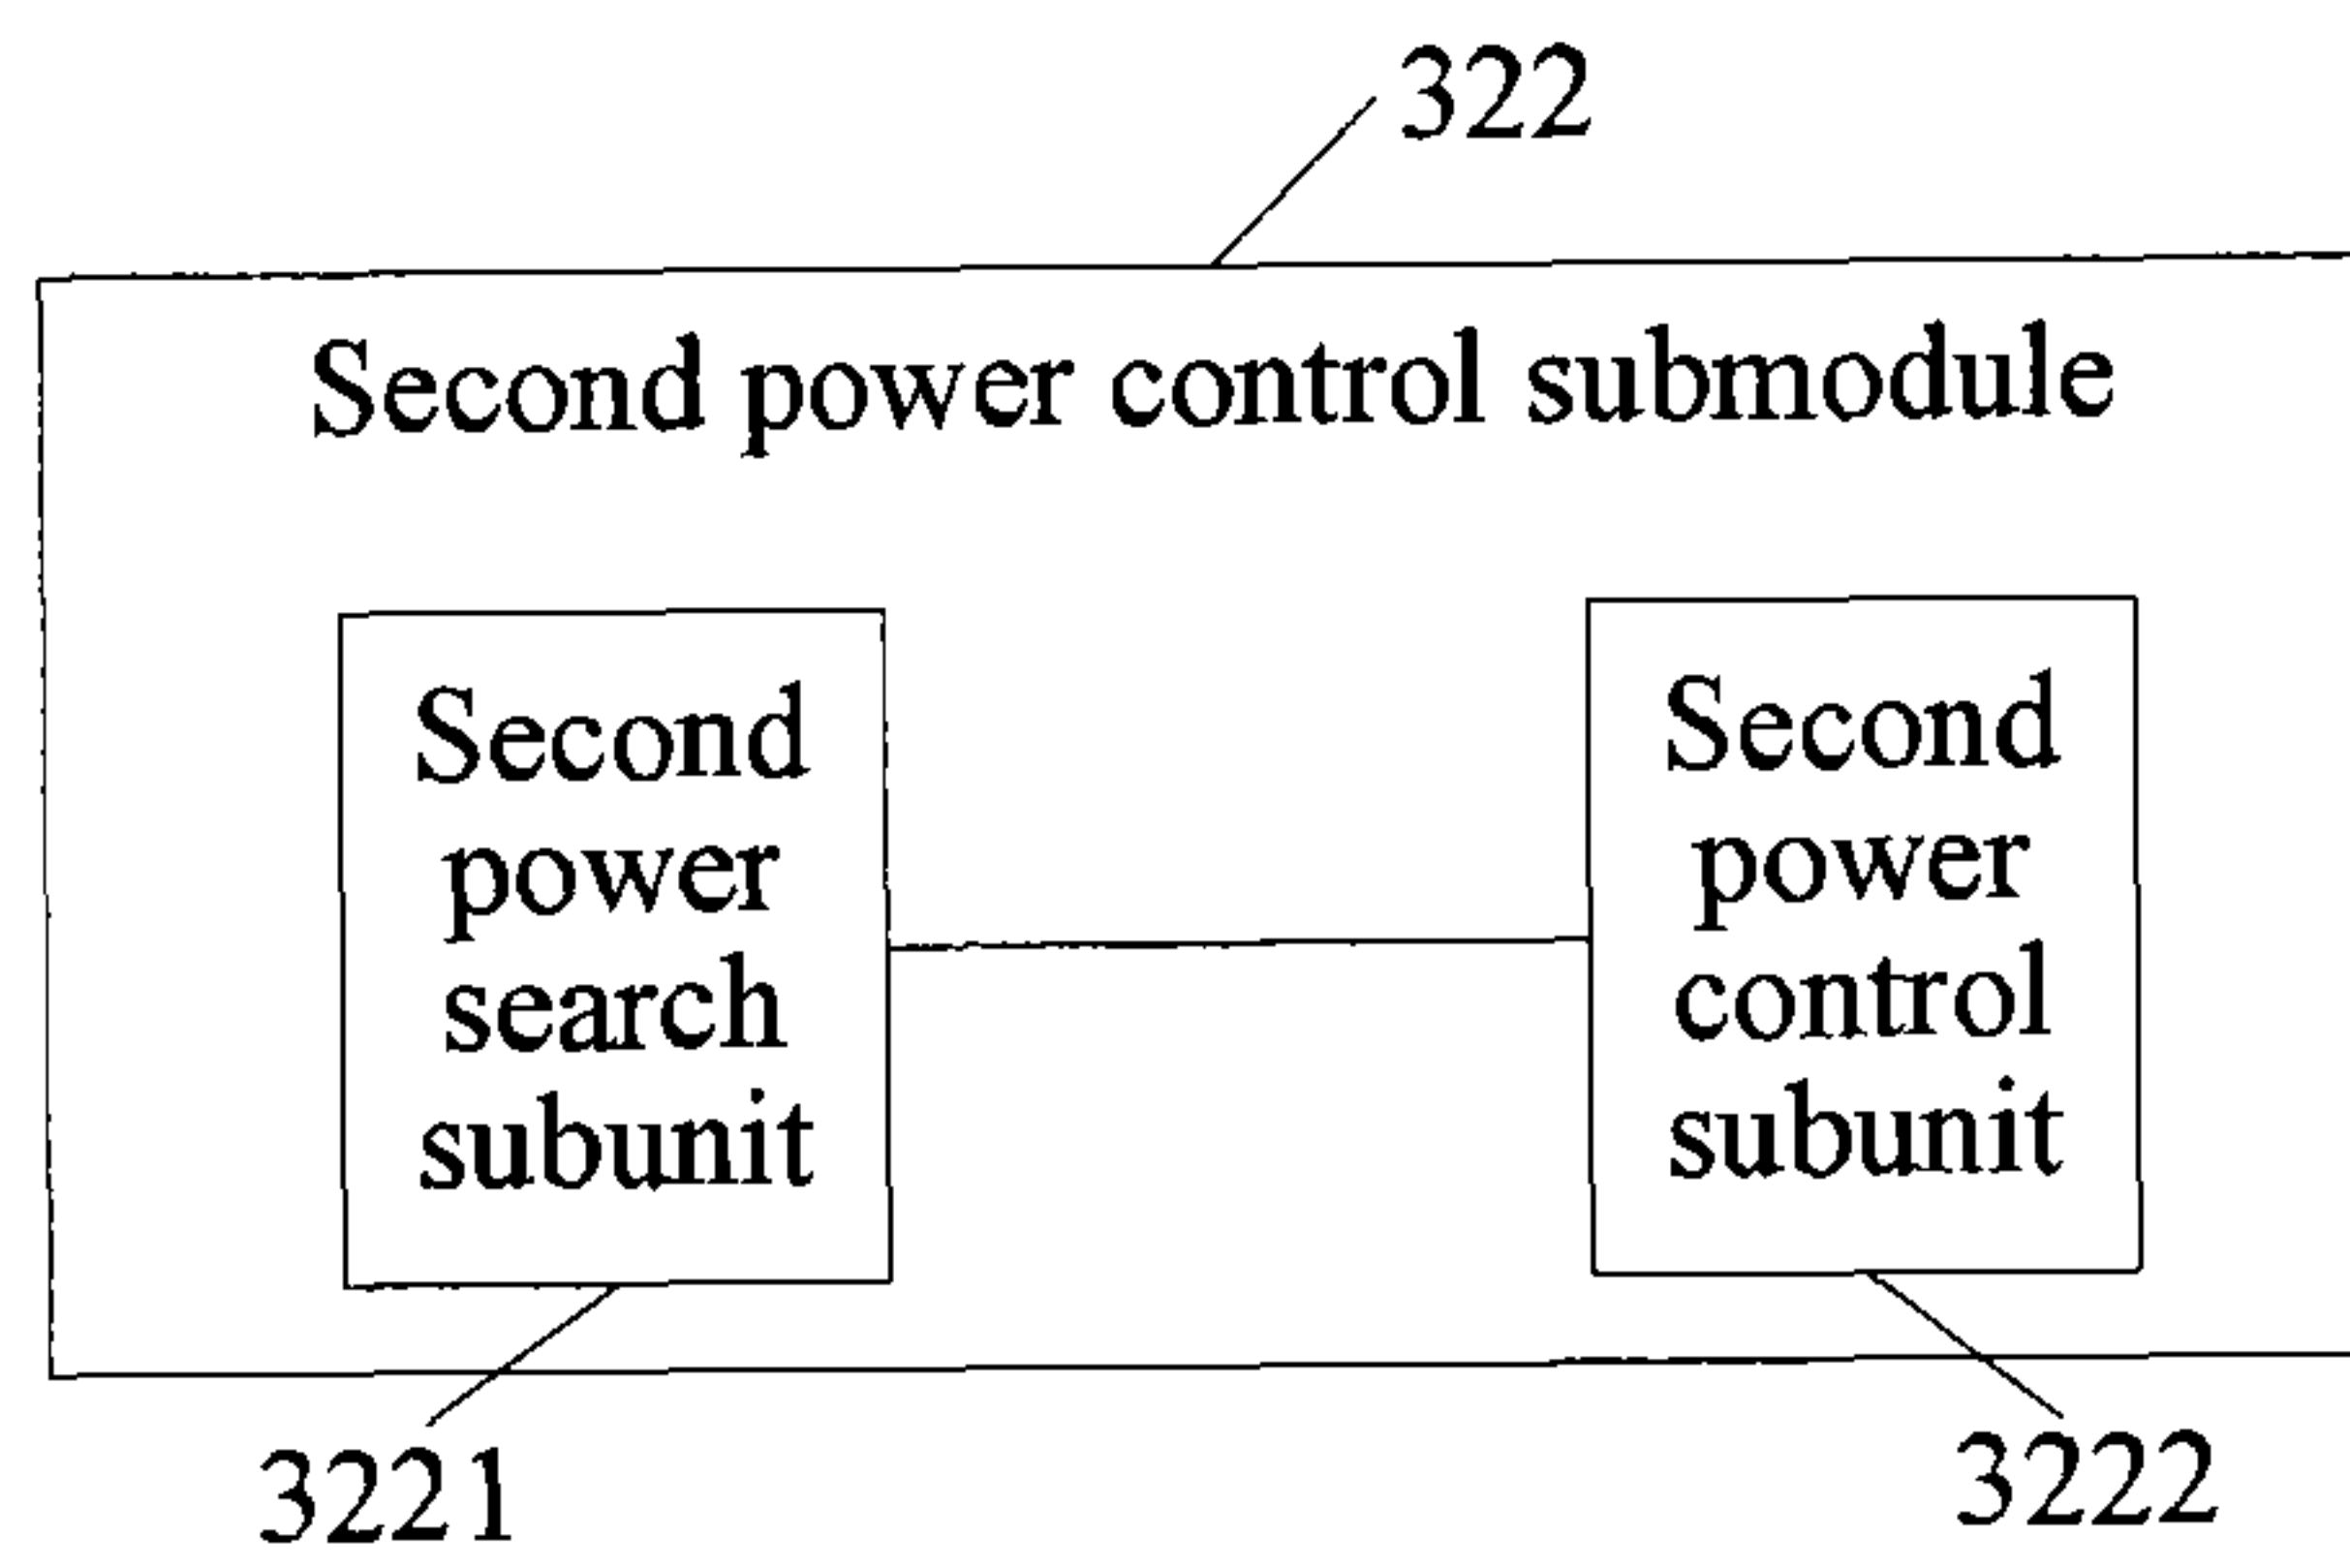 322
Second power control submodule
Second
power
search
subunit
Second
power
control
subunit
3221
3222